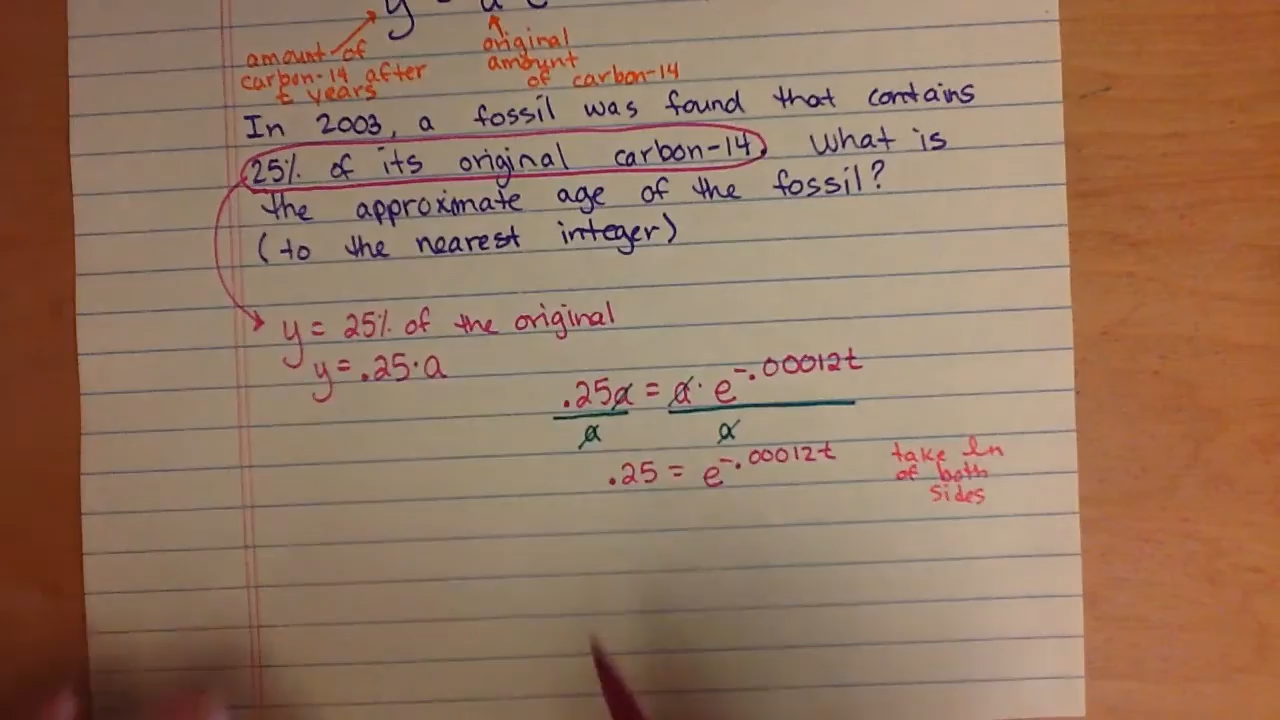 y
amount of
carbon-14 after
t years
original
amount
of carbon-14
In 2003, a fossil was found that contains
25% of its original carbon-14. What is
the approximate age of the fossil?
(to the nearest integer)
y = 25% of the original
y = .25·a
.25a = a· e^-.00012t
a a
.25 = e^-.00012t
take ln
of both
sides